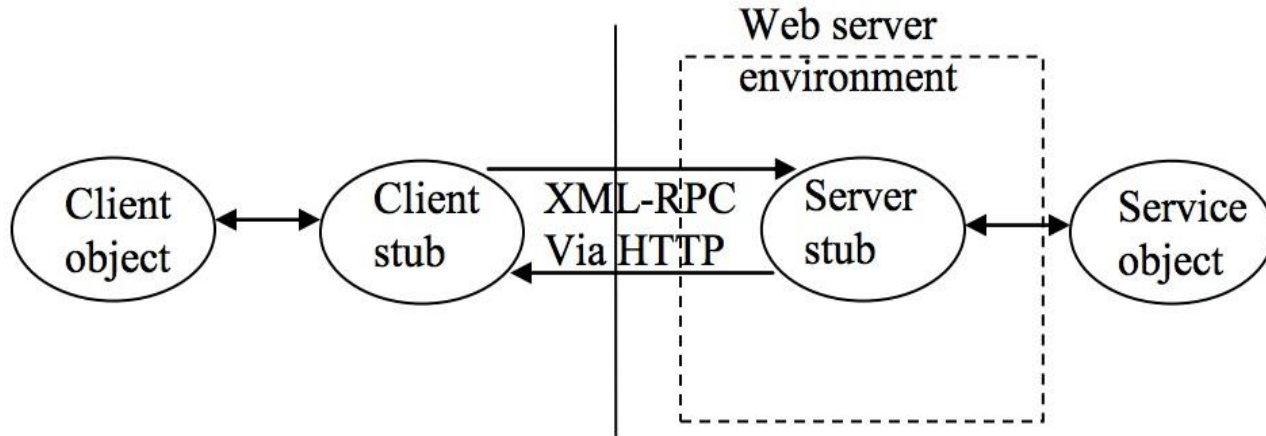 Web server
environment
Client
object
Client
stub
XML-RPC
Via HTTP
Server
stub
Service
object